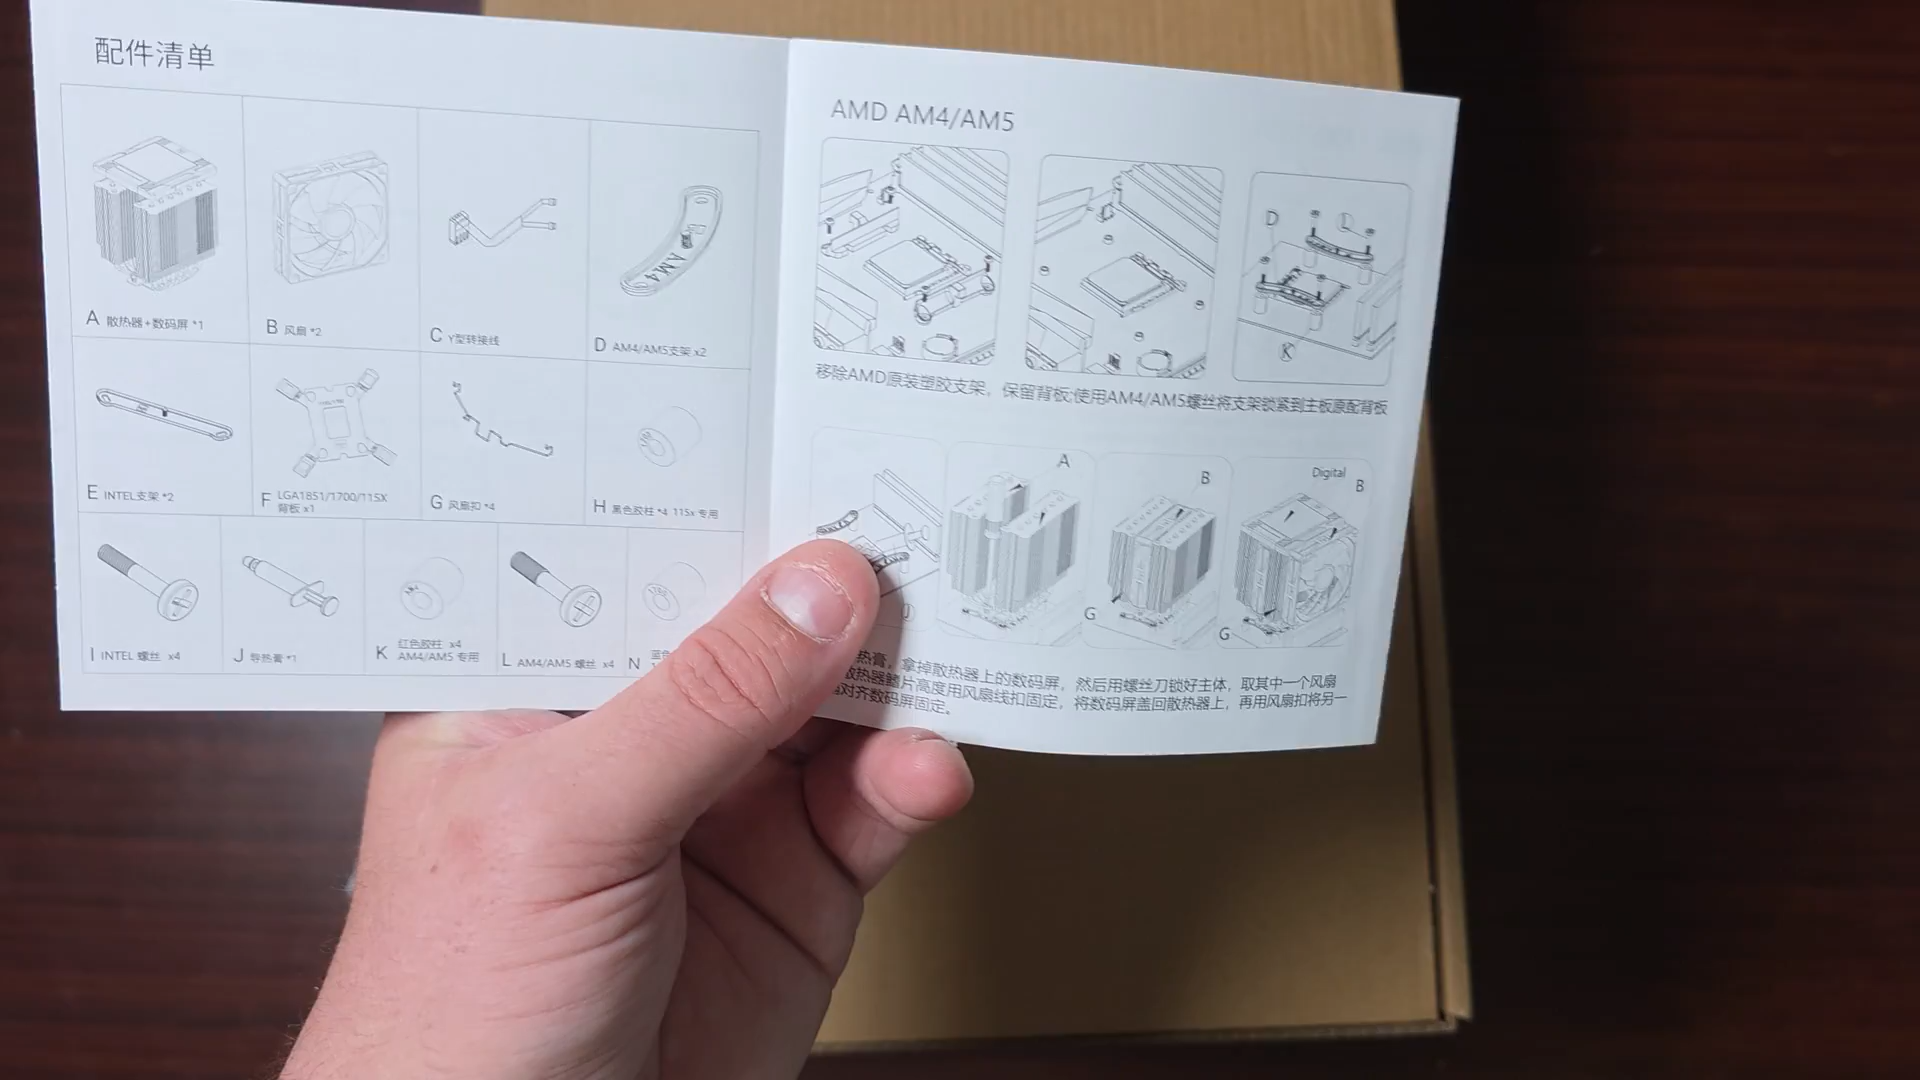 配件清单
A 散热器+数码屏 *1
B 风扇 *2
C Y型转接线
AM4
D AM4/AM5支架 x2
E INTEL支架 *2
F LGA1851/1700/115X
背板 x1
G 风扇扣 *4
H 黑色胶柱 *4 115x 专用
I INTEL 螺丝 x4
J 导热膏 *1
K 红色胶柱 x4
AM4/AM5 专用
L AM4/AM5 螺丝 x4
N 蓝色
AMD AM4/AM5
D
L
K
移除AMD原装塑胶支架，保留背板;使用AM4/AM5螺丝将支架锁紧到主板原配背板
J
A
B
G
Digital
B
G
热膏，拿掉散热器上的数码屏，然后用螺丝刀锁好主体，取其中一个风扇
散热器鳍片高度用风扇线扣固定，将数码屏盖回散热器上，再用风扇扣将另一
对齐数码屏固定。